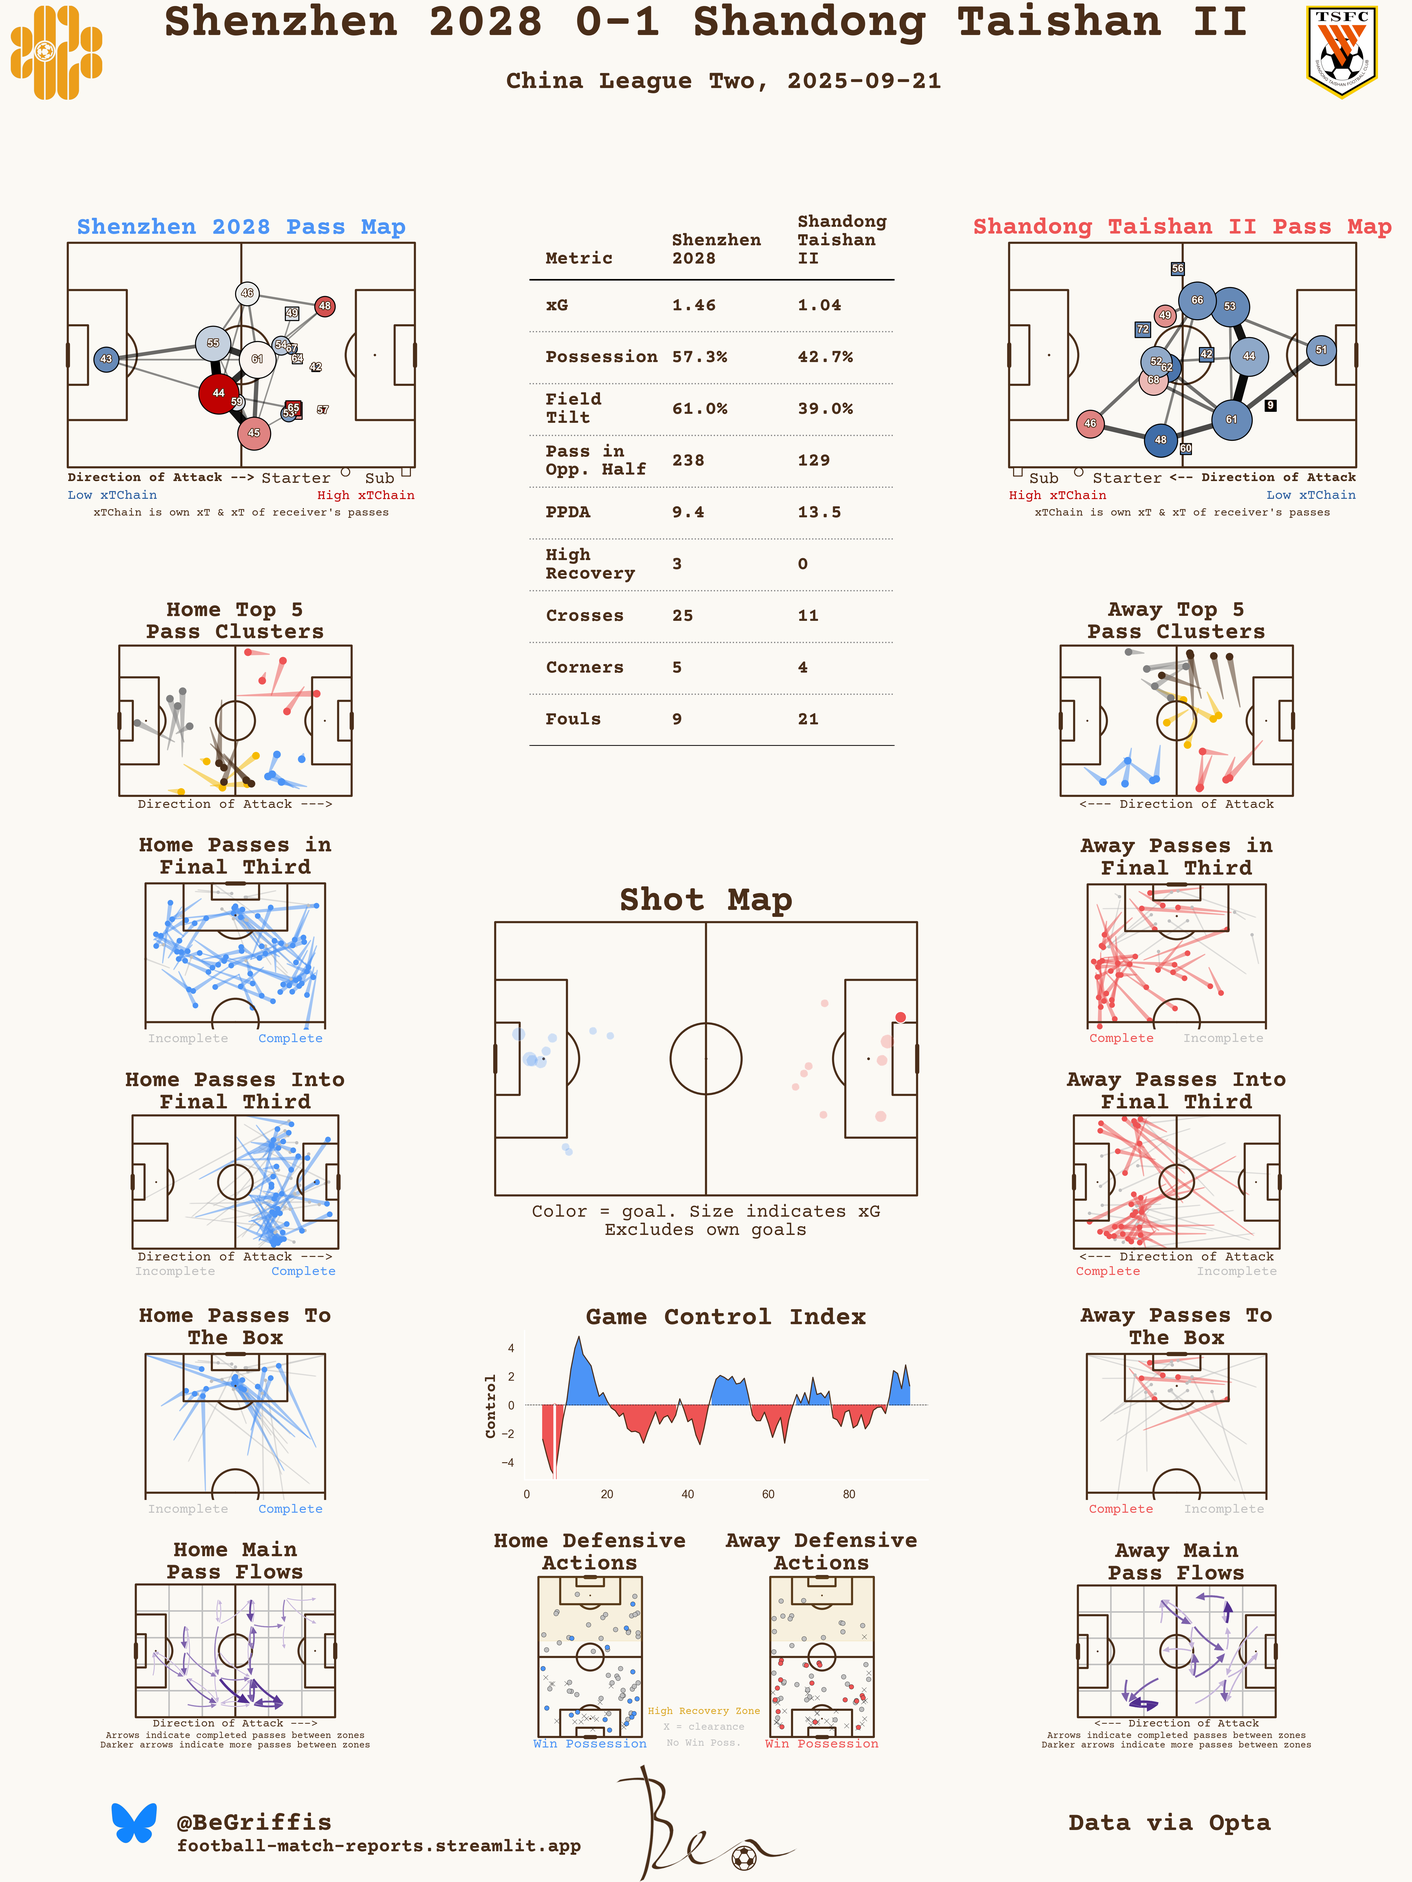 Shenzhen 2028 0-1 Shandong Taishan II
China League Two, 2025-09-21
TSFC
Shenzhen 2028 Pass Map
46
48
49
55
54
67
61
64
43
42
44
59
65
53
57
45
Direction of Attack --> Starter Sub
Low xTChain High xTChain
xTChain is own xT & xT of receiver's passes
Metric Shenzhen 2028 Shandong Taishan II
xG 1.46 1.04
Possession 57.3% 42.7%
Field Tilt 61.0% 39.0%
Pass in Opp. Half 238 129
PPDA 9.4 13.5
High Recovery 3 0
Crosses 25 11
Corners 5 4
Fouls 9 21
Shandong Taishan II Pass Map
56
66
53
49
72
52
42
44
51
62
68
9
46
61
48
60
Sub Starter <-- Direction of Attack
High xTChain Low xTChain
xTChain is own xT & xT of receiver's passes
Home Top 5
Pass Clusters
Direction of Attack --->
Away Top 5
Pass Clusters
<--- Direction of Attack
Home Passes in
Final Third
Incomplete Complete
Away Passes in
Final Third
Complete Incomplete
Shot Map
Color = goal. Size indicates xG
Excludes own goals
Home Passes Into
Final Third
Direction of Attack --->
Incomplete Complete
Away Passes Into
Final Third
<--- Direction of Attack
Complete Incomplete
Home Passes To
The Box
Incomplete Complete
Game Control Index
Control
4
2
0
−2
−4
0 20 40 60 80
Away Passes To
The Box
Complete Incomplete
Home Main
Pass Flows
Direction of Attack --->
Arrows indicate completed passes between zones
Darker arrows indicate more passes between zones
Home Defensive
Actions
Win Possession
Away Defensive
Actions
Win Possession
High Recovery Zone
X = clearance
No Win Poss.
Away Main
Pass Flows
<--- Direction of Attack
Arrows indicate completed passes between zones
Darker arrows indicate more passes between zones
@BeGriffis
football-match-reports.streamlit.app
Ben
Data via Opta